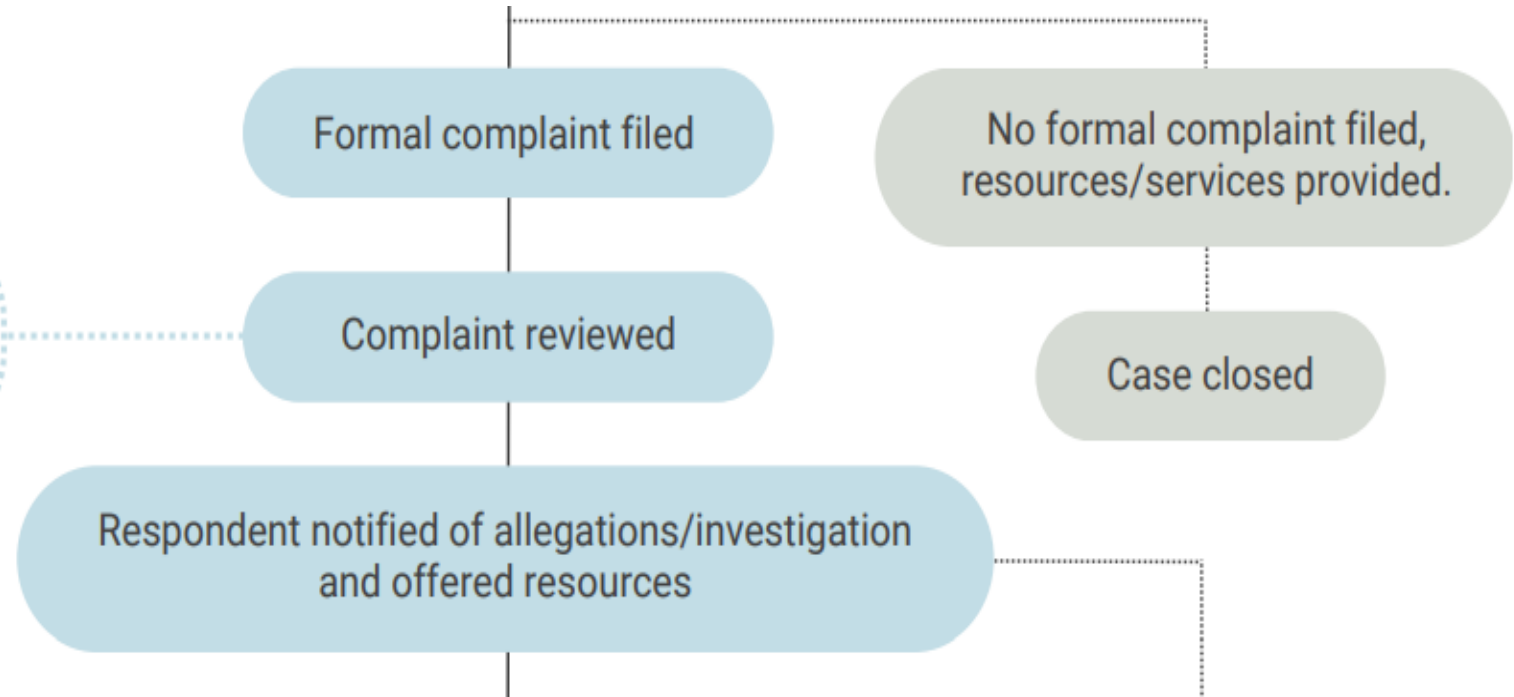 Formal complaint filed
No formal complaint filed,
resources/services provided.
Complaint reviewed
Case closed
Respondent notified of allegations/investigation
and offered resources